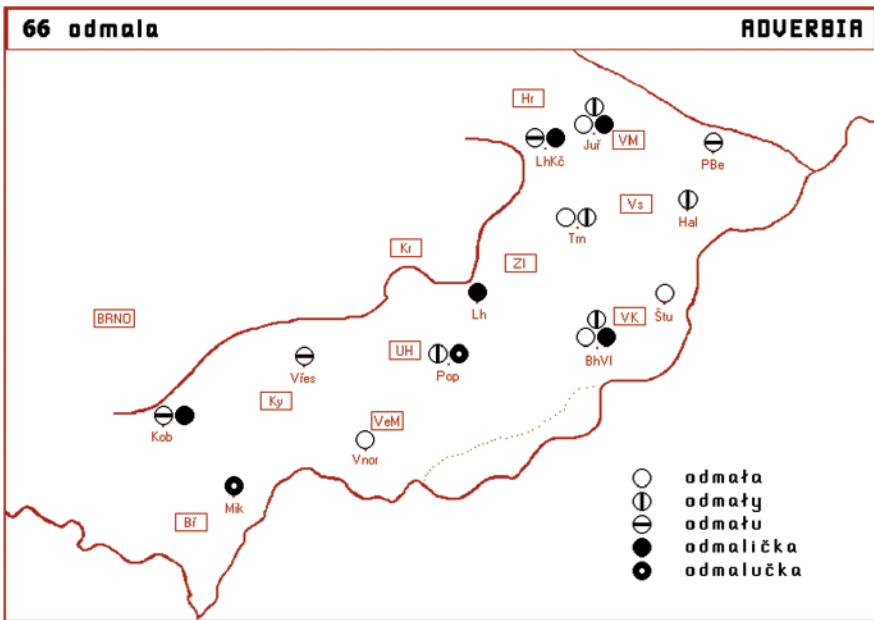 66 odmala ADVERBIA
Hr
Juř VM
LhKč PBe
Vs Hal
Trn
Kr Zl
Lh Štu
BRNO VK
UH BhVl
Vřes Pop
Ky
VeM
Kob Vnor
Mik
Bř
odmała
odmały
odmału
odmalička
odmalučka